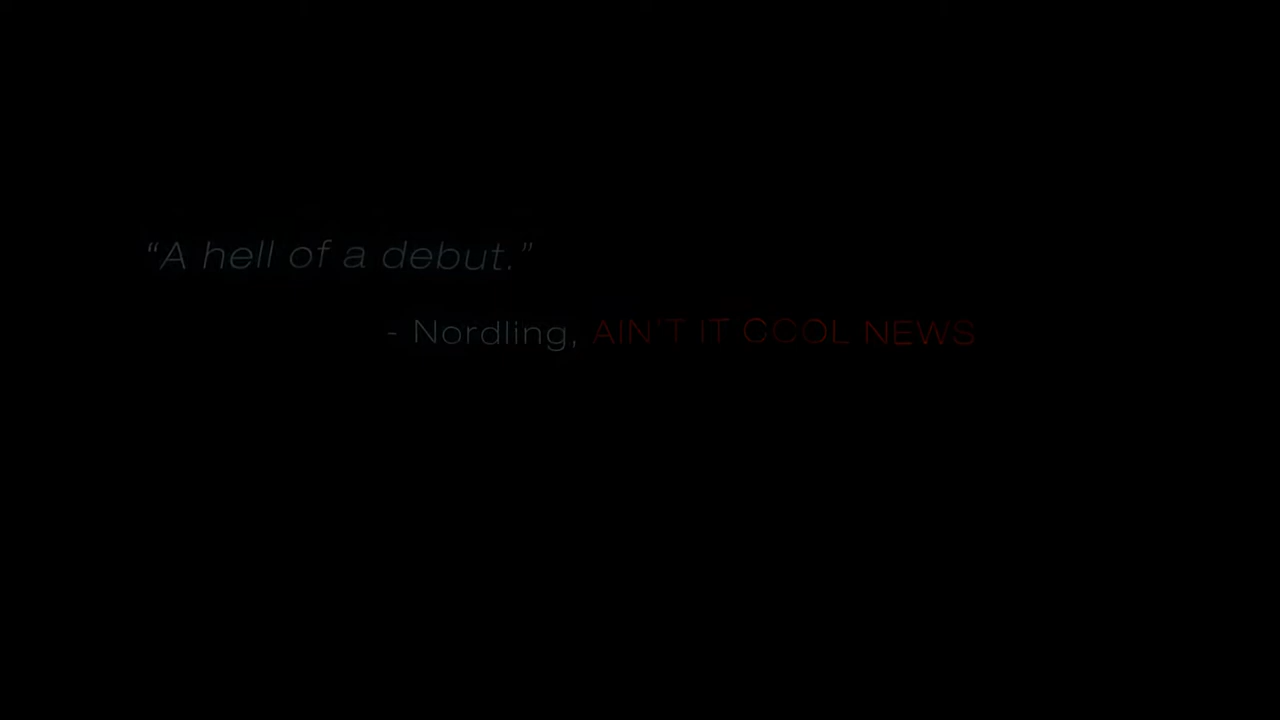 “A hell of a debut.”
- Nordling, AIN'T IT COOL NEWS